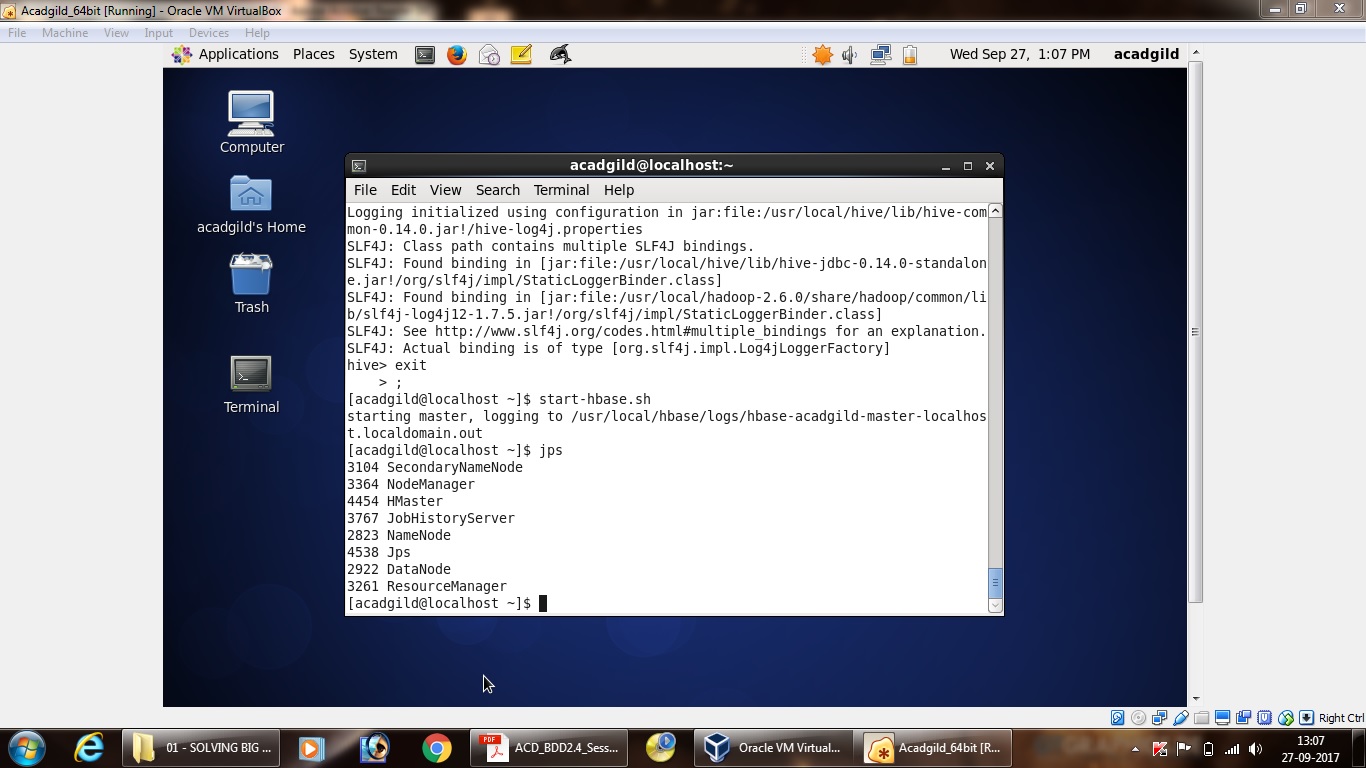 Acadgild_64bit [Running] - Oracle VM VirtualBox
File Machine View Input Devices Help
Applications Places System Wed Sep 27, 1:07 PM acadgild
Computer
acadgild's Home
Trash
Terminal
acadgild@localhost:~
File Edit View Search Terminal Help
Logging initialized using configuration in jar:file:/usr/local/hive/lib/hive-com
mon-0.14.0.jar!/hive-log4j.properties
SLF4J: Class path contains multiple SLF4J bindings.
SLF4J: Found binding in [jar:file:/usr/local/hive/lib/hive-jdbc-0.14.0-standalon
e.jar!/org/slf4j/impl/StaticLoggerBinder.class]
SLF4J: Found binding in [jar:file:/usr/local/hadoop-2.6.0/share/hadoop/common/li
b/slf4j-log4j12-1.7.5.jar!/org/slf4j/impl/StaticLoggerBinder.class]
SLF4J: See http://www.slf4j.org/codes.html#multiple_bindings for an explanation.
SLF4J: Actual binding is of type [org.slf4j.impl.Log4jLoggerFactory]
hive> exit
> ;
[acadgild@localhost ~]$ start-hbase.sh
starting master, logging to /usr/local/hbase/logs/hbase-acadgild-master-localhos
t.localdomain.out
[acadgild@localhost ~]$ jps
3104 SecondaryNameNode
3364 NodeManager
4454 HMaster
3767 JobHistoryServer
2823 NameNode
4538 Jps
2922 DataNode
3261 ResourceManager
[acadgild@localhost ~]$
Right Ctrl
01 - SOLVING BIG ... ACD_BDD2.4_Sess... Oracle VM Virtual... Acadgild_64bit [R... 13:07
27-09-2017